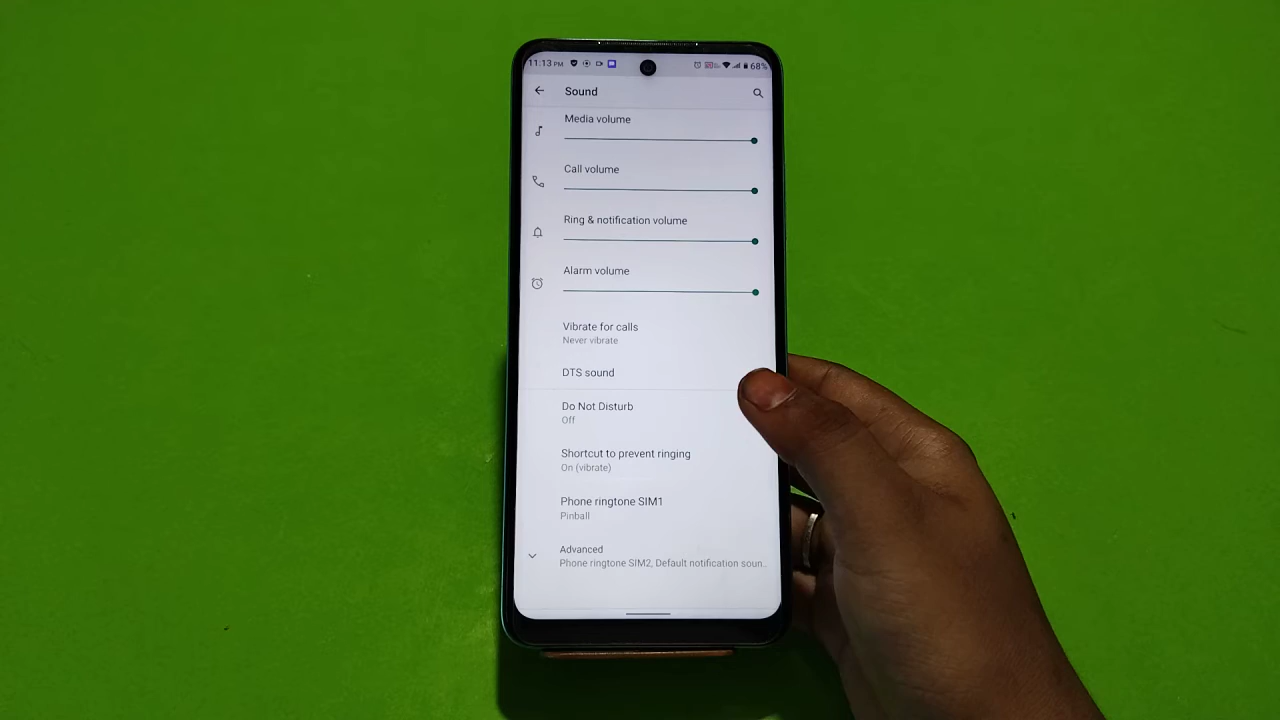 11:13 PM
68%
Sound
Media volume
Call volume
Ring & notification volume
Alarm volume
Vibrate for calls
Never vibrate
DTS sound
Do Not Disturb
Off
Shortcut to prevent ringing
On (vibrate)
Phone ringtone SIM1
Pinball
Advanced
Phone ringtone SIM2, Default notification soun..